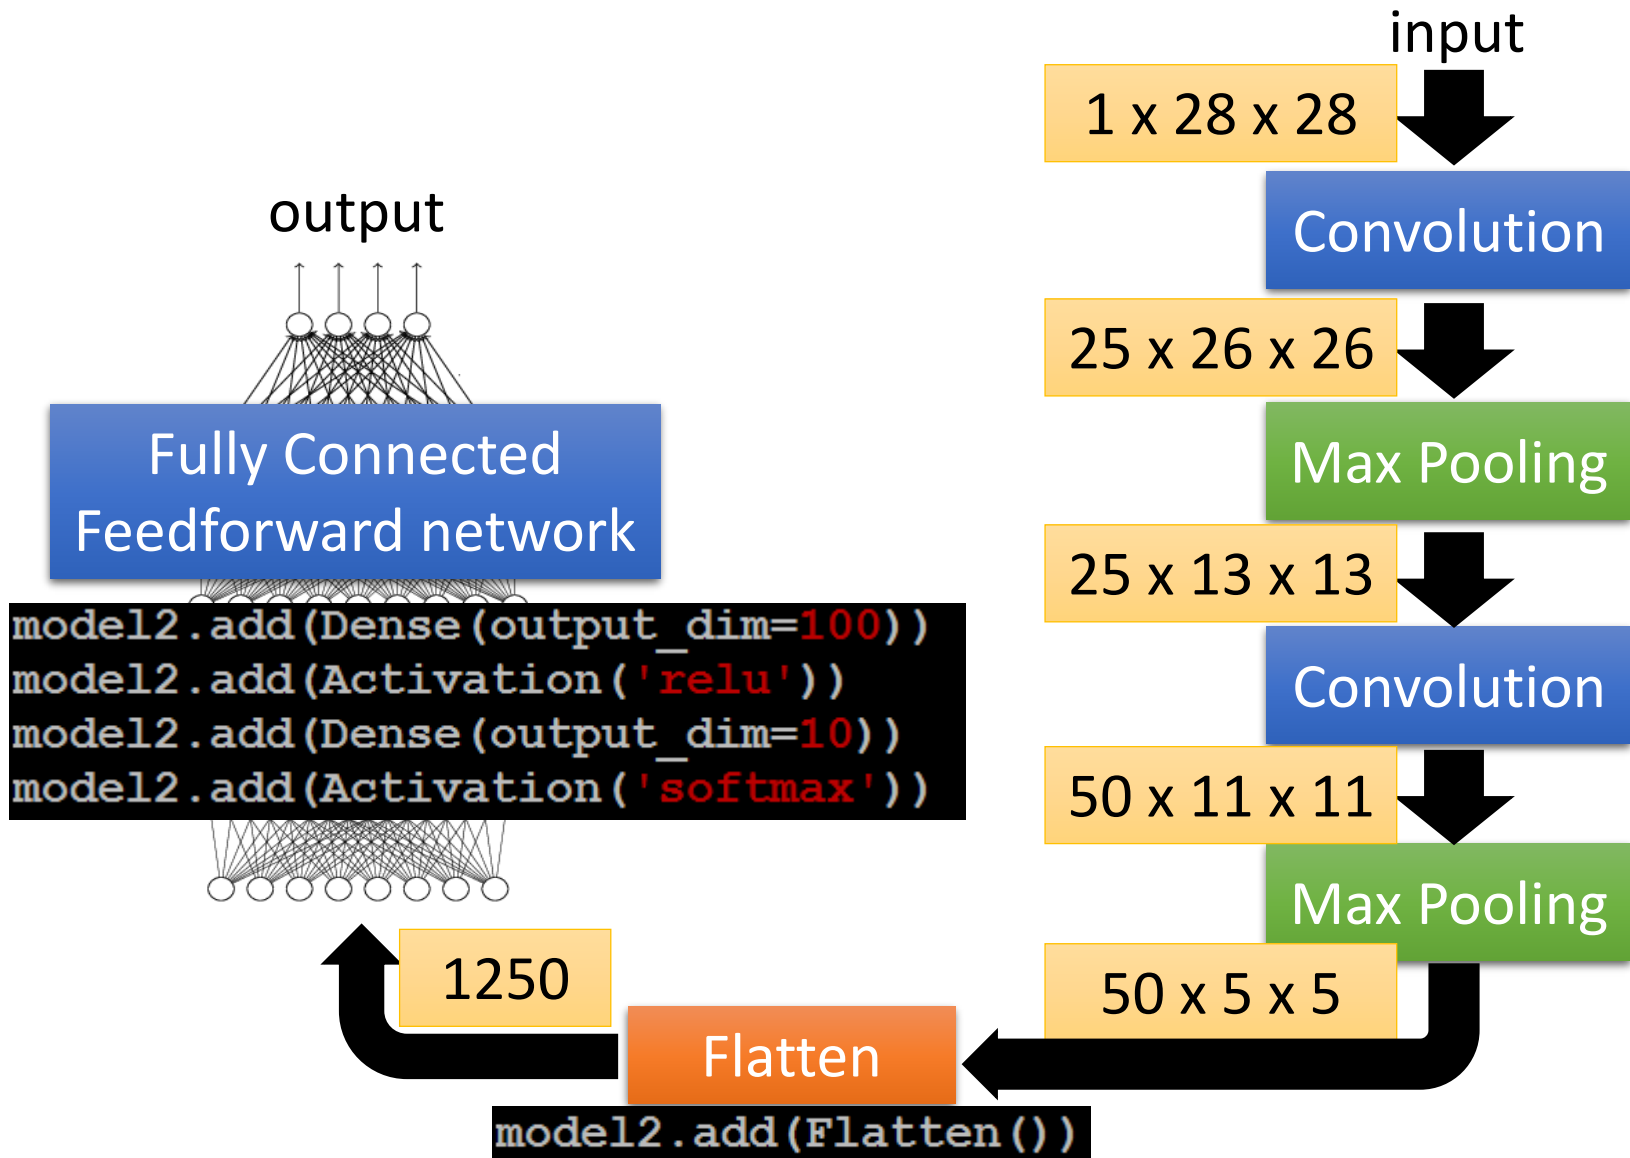 input
1 x 28 x 28
Convolution
25 x 26 x 26
Max Pooling
25 x 13 x 13
Convolution
50 x 11 x 11
Max Pooling
50 x 5 x 5
Flatten
model2.add(Flatten())
1250
output
Fully Connected
Feedforward network
model2.add(Dense(output_dim=100))
model2.add(Activation('relu'))
model2.add(Dense(output_dim=10))
model2.add(Activation('softmax'))